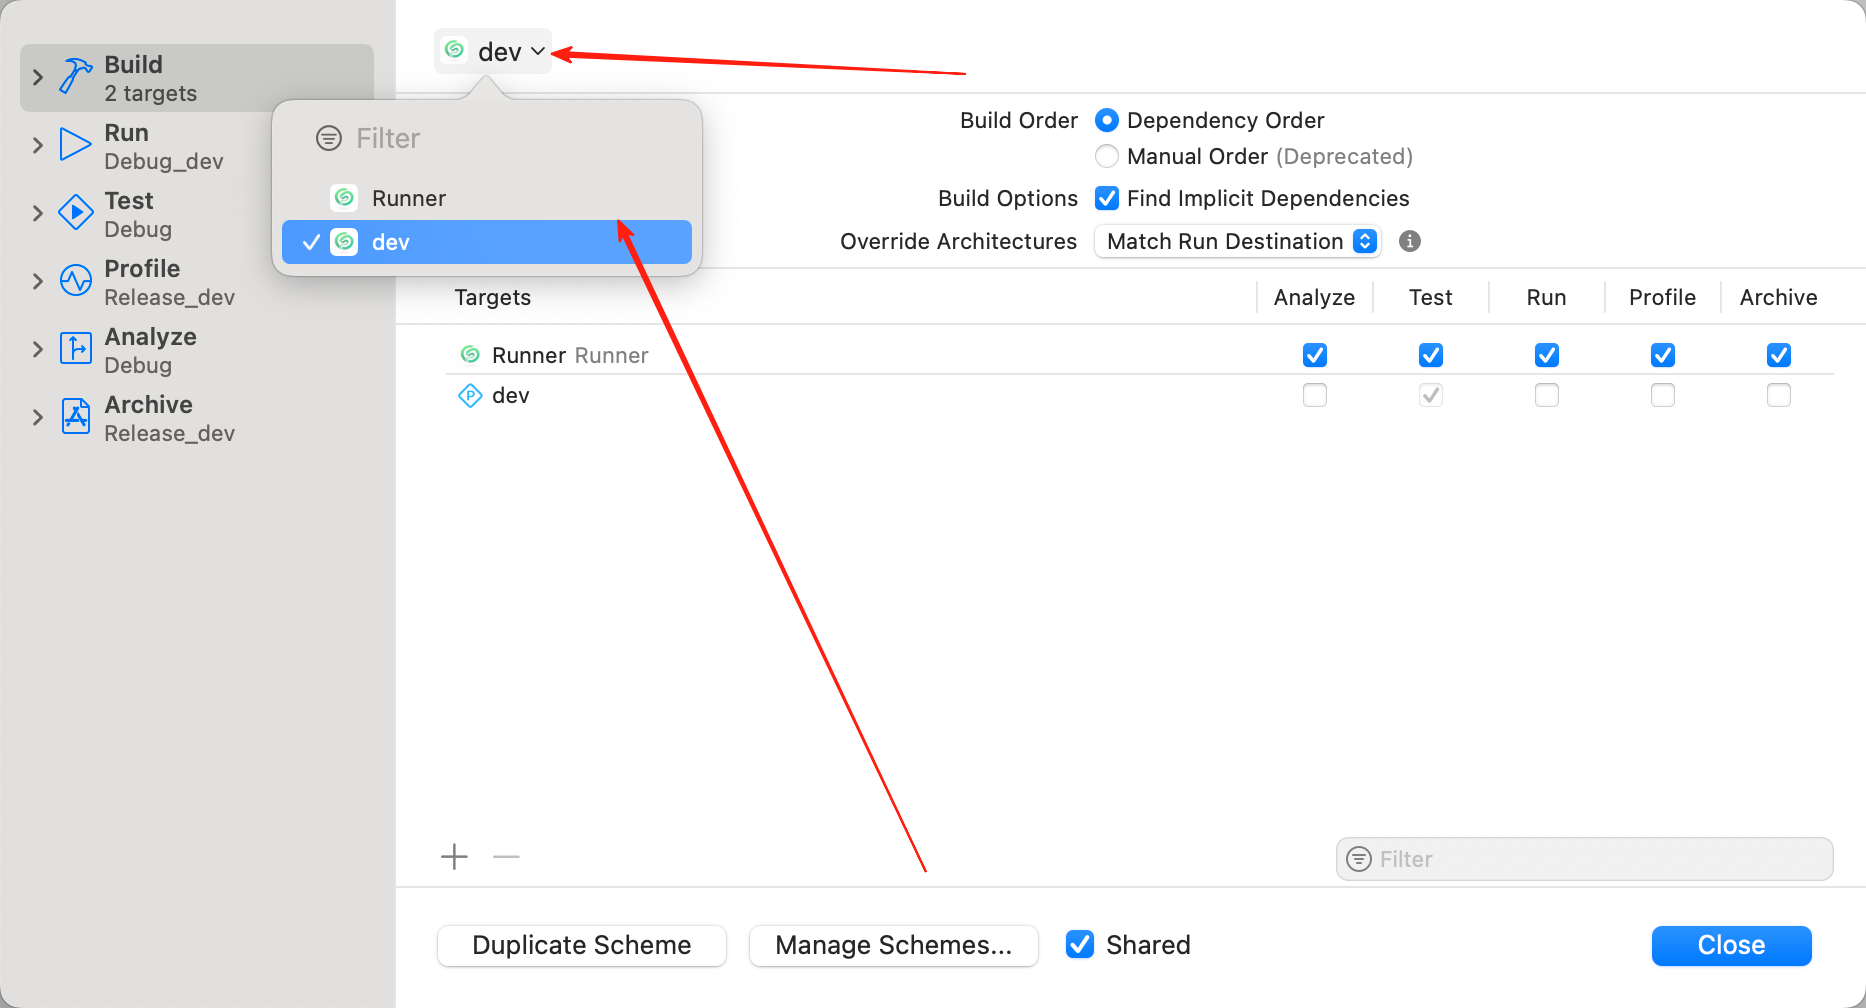 Build
2 targets
Run
Debug_dev
Test
Debug
Profile
Release_dev
Analyze
Debug
Archive
Release_dev
dev
Filter
Runner
dev
Build Order
Dependency Order
Manual Order (Deprecated)
Build Options
Find Implicit Dependencies
Override Architectures
Match Run Destination
Targets
Analyze
Test
Run
Profile
Archive
Runner Runner
dev
Filter
Duplicate Scheme
Manage Schemes...
Shared
Close